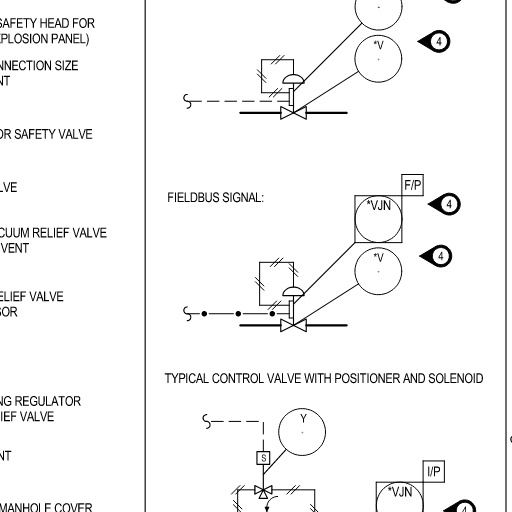 SAFETY HEAD FOR
XPLOSION PANEL)
NNECTION SIZE
NT
OR SAFETY VALVE
LVE
CUUM RELIEF VALVE
VENT
RELIEF VALVE
SOR
NG REGULATOR
IEF VALVE
NT
MANHOLE COVER
*V
4
FIELDBUS SIGNAL:
F/P
*VJN
4
*V
4
TYPICAL CONTROL VALVE WITH POSITIONER AND SOLENOID
Y
S
I/P
*VJN
4